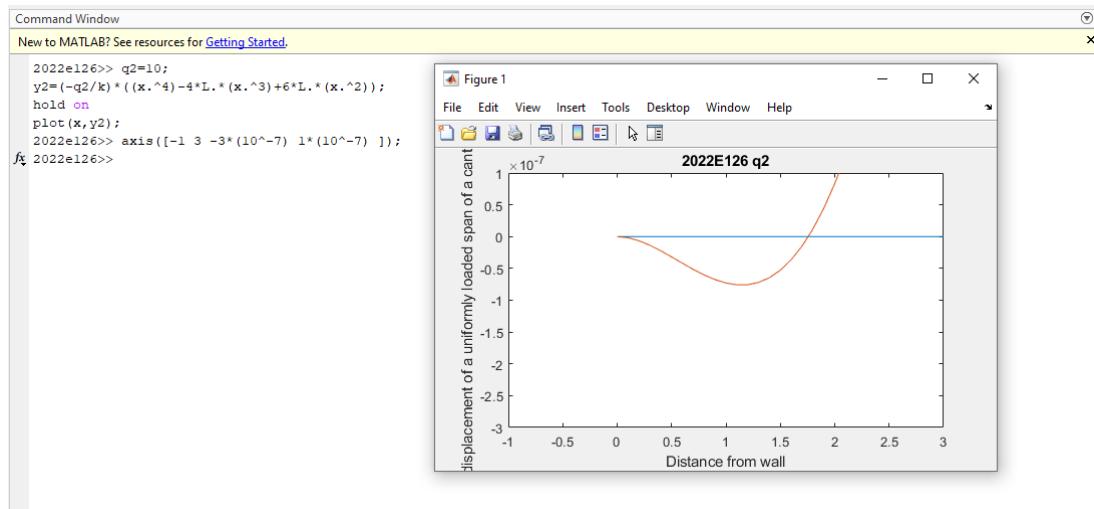 Command Window
New to MATLAB? See resources for Getting Started.
2022e126>> q2=10;
y2=(-q2/k)*((x.^4)-4*L.*(x.^3)+6*L.*(x.^2));
hold on
plot(x,y2);
2022e126>> axis([-1 3 -3*(10^-7) 1*(10^-7) ]);
fx 2022e126>>
Figure 1
File Edit View Insert Tools Desktop Window Help
2022E126 q2
×10^-7
1
0.5
0
-0.5
-1
-1.5
-2
-2.5
-3
-1 -0.5 0 0.5 1 1.5 2 2.5 3
Distance from wall
displacement of a uniformly loaded span of a cant